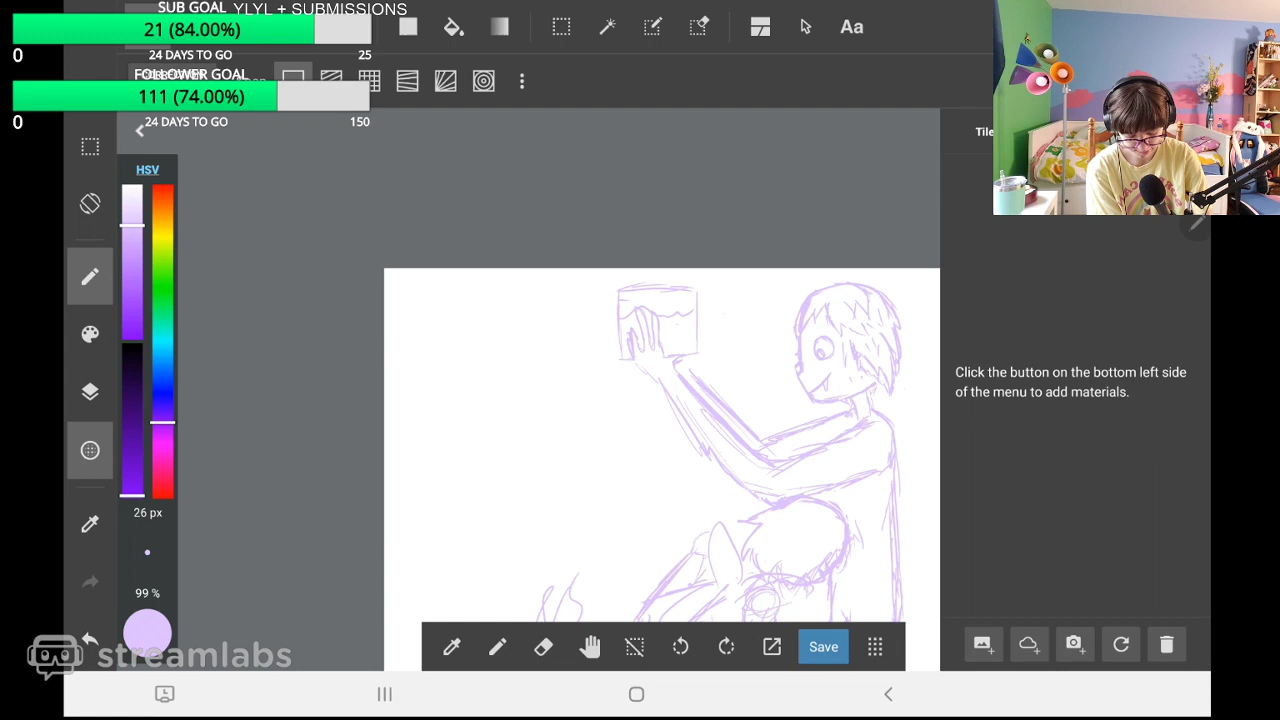 SUB GOAL
YLYL + SUBMISSIONS
21 (84.00%)
0
24 DAYS TO GO
25
FOLLOWER GOAL
111 (74.00%)
0
24 DAYS TO GO
150
Aa
Tile
HSV
Click the button on the bottom left side
of the menu to add materials.
26 px
99 %
Save
streamlabs